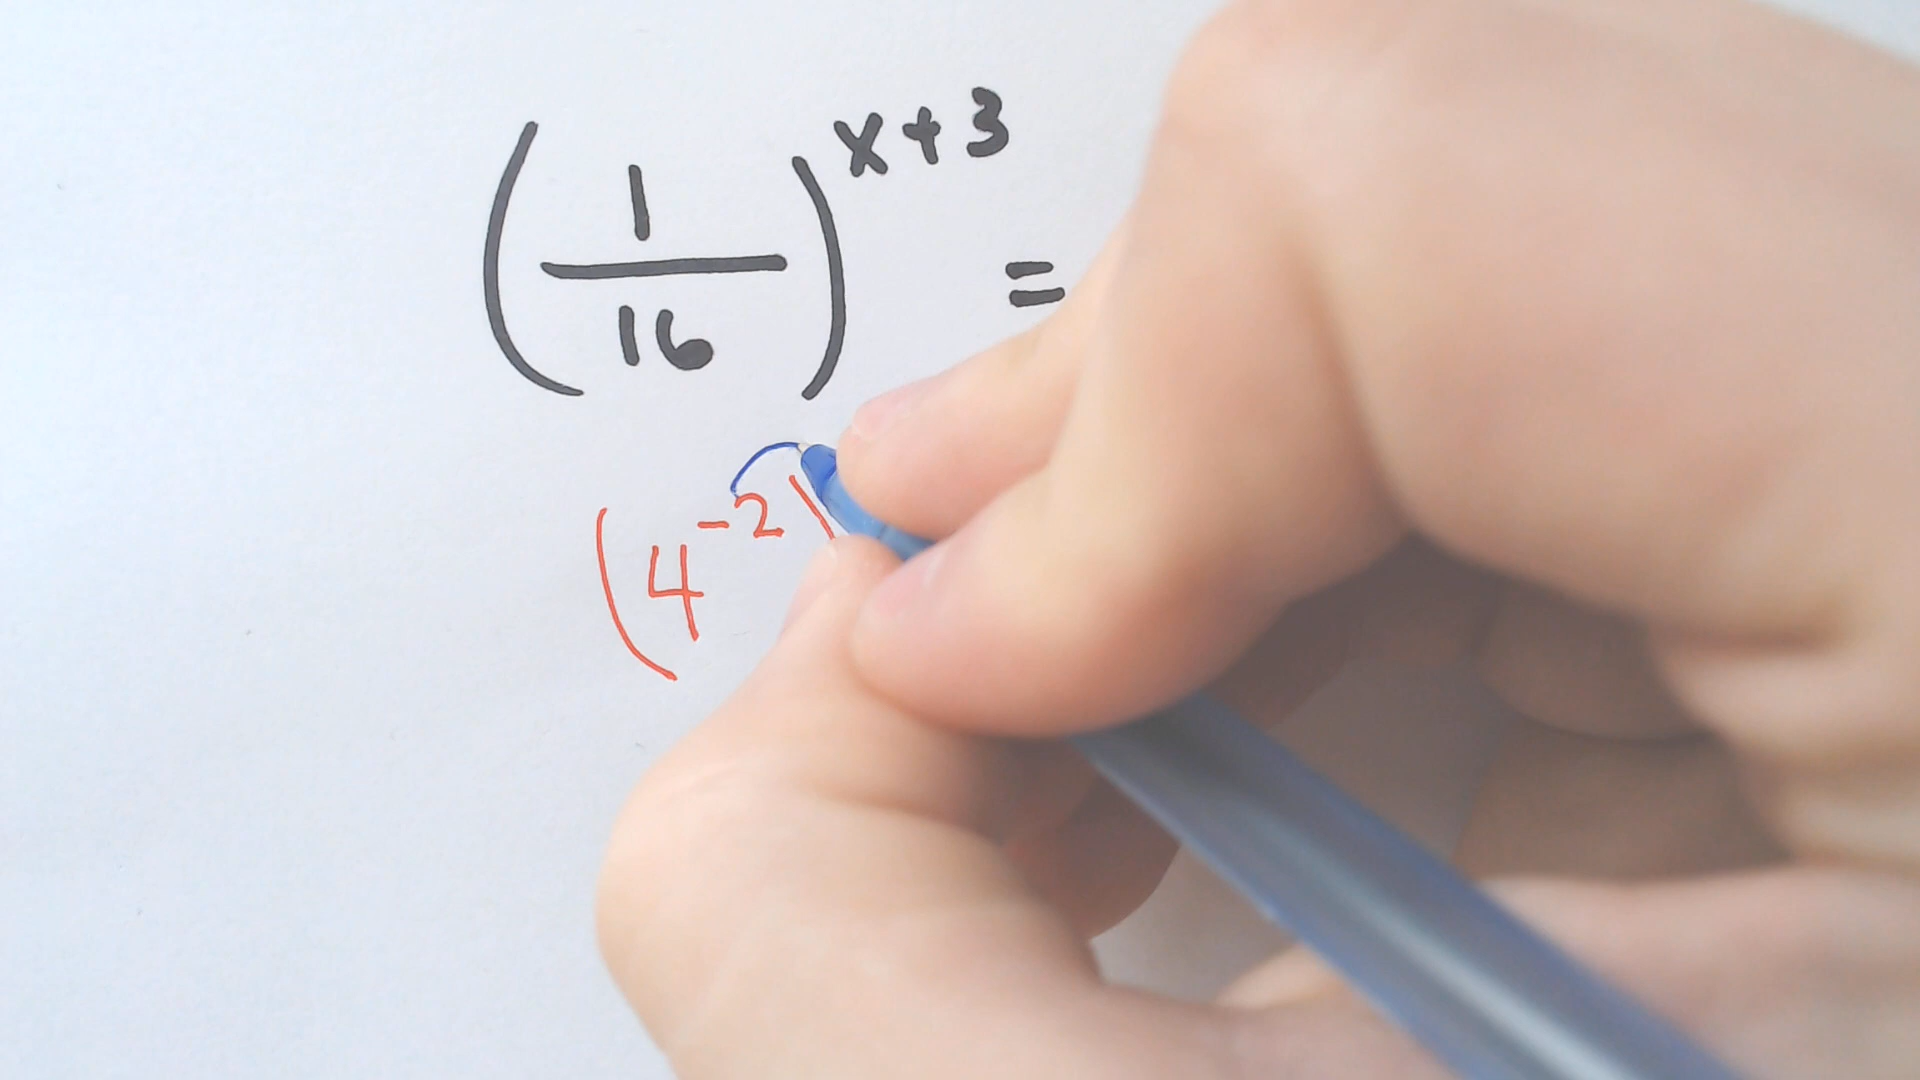 (1/16)^(x+3) =
(4^-2)